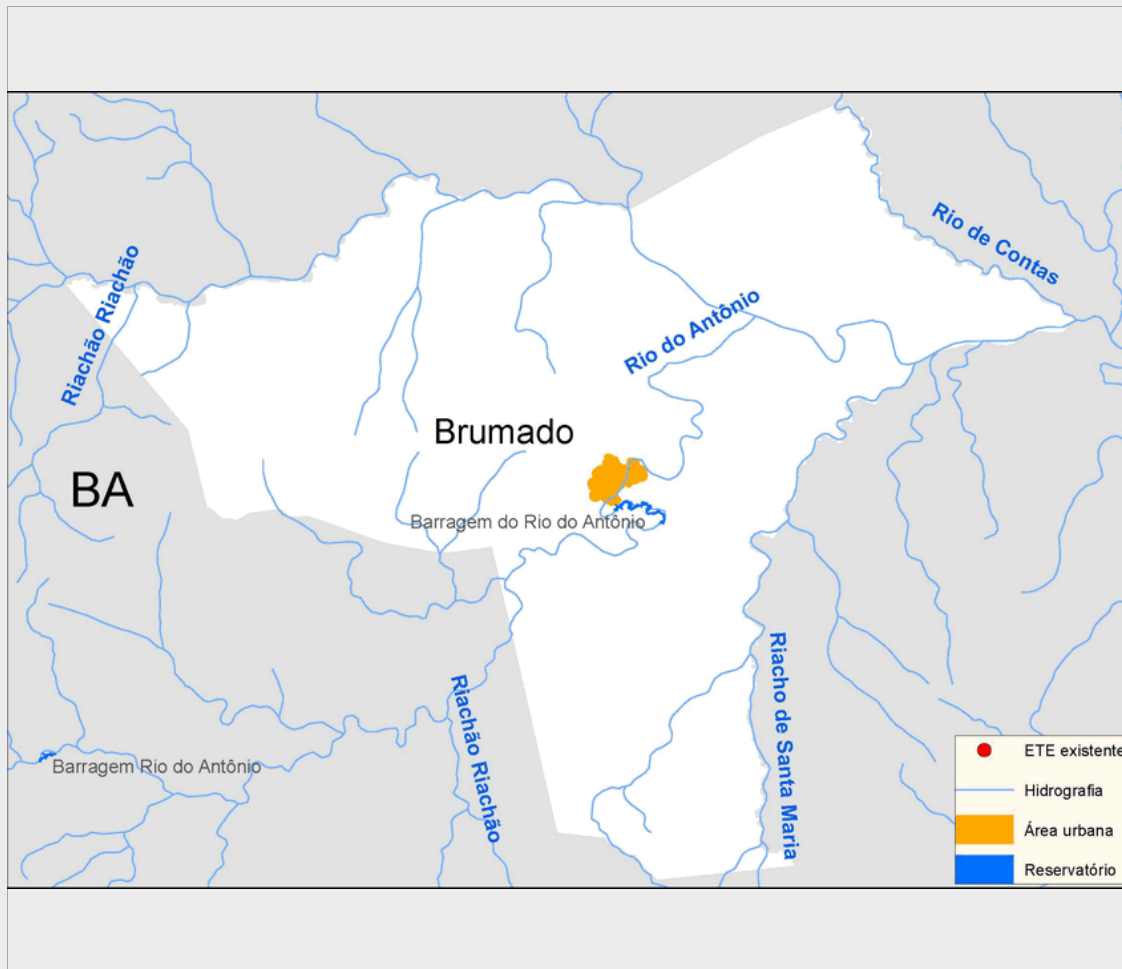 Rio de Contas
Riachão Riachão
Rio do Antônio
Brumado
BA
Barragem do Rio do Antônio
Riacho de Santa Maria
Riachão Riachão
Barragem Rio do Antônio
ETE existente
Hidrografia
Área urbana
Reservatório